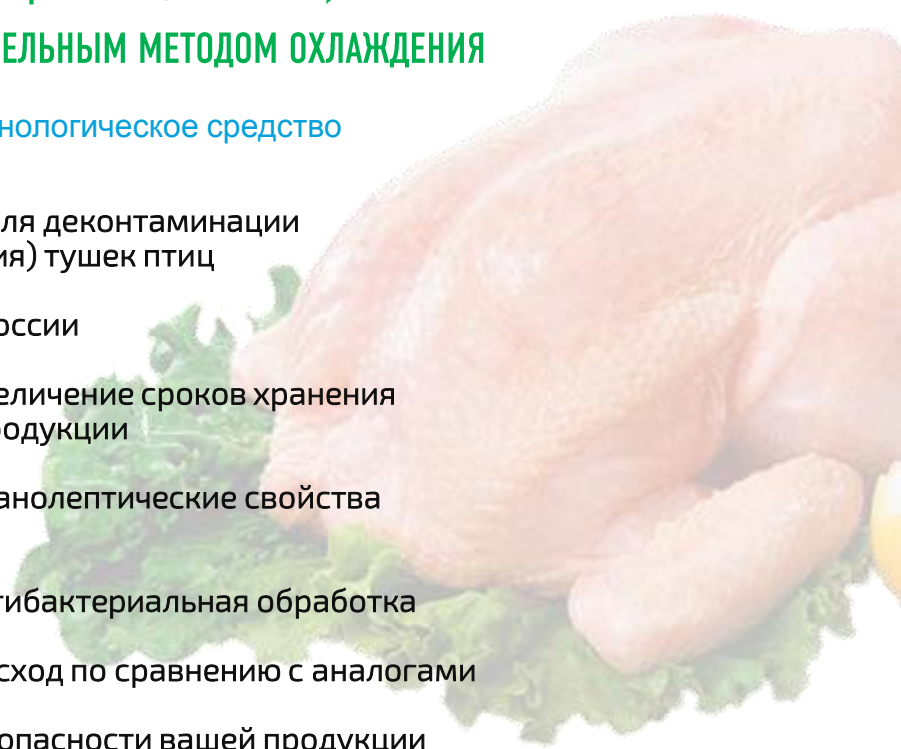 ЕЛЬНЫМ МЕТОДОМ ОХЛАЖДЕНИЯ
нологическое средство
ля деконтаминации
ия) тушек птиц
оссии
еличение сроков хранения
родукции
анолептические свойства
тибактериальная обработка
сход по сравнению с аналогами
опасности вашей продукции